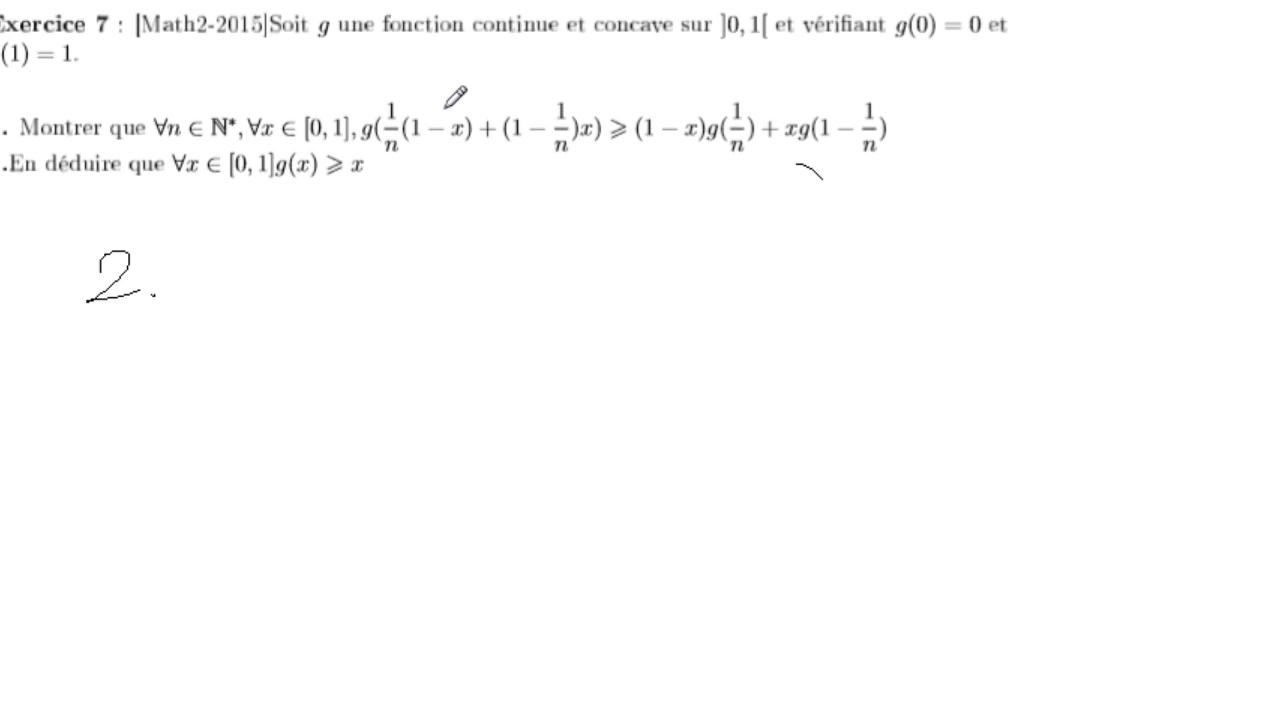 Exercice 7 : [Math2-2015]Soit g une fonction continue et concave sur ]0, 1[ et vérifiant g(0) = 0 et
(1) = 1.
. Montrer que ∀n ∈ ℕ*, ∀x ∈ [0, 1], g(1/n(1 − x) + (1 − 1/n)x) ⩾ (1 − x)g(1/n) + xg(1 − 1/n)
.En déduire que ∀x ∈ [0, 1]g(x) ⩾ x
2.